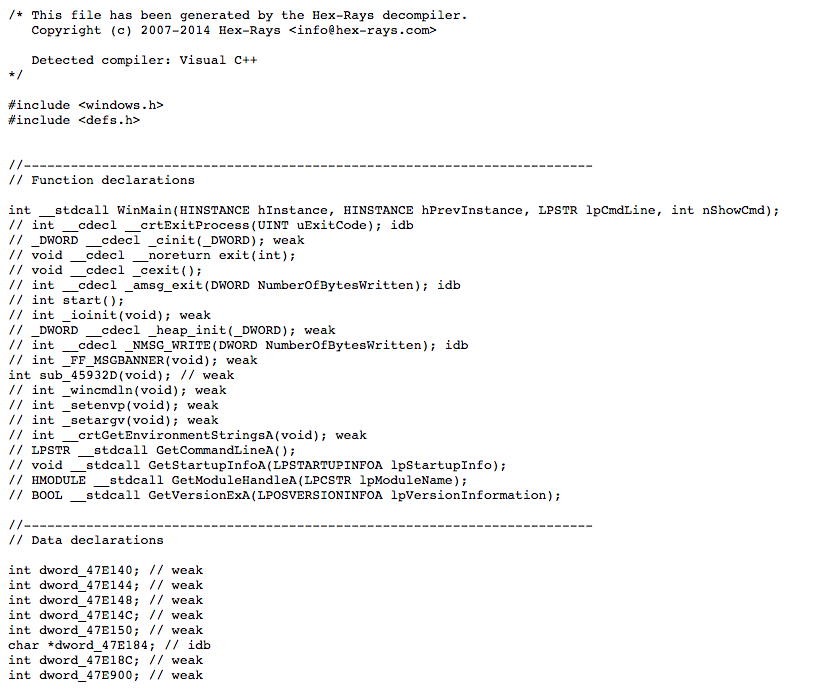 /* This file has been generated by the Hex-Rays decompiler.
   Copyright (c) 2007-2014 Hex-Rays <info@hex-rays.com>

   Detected compiler: Visual C++
*/

#include <windows.h>
#include <defs.h>


//-------------------------------------------------------------------------
// Function declarations

int __stdcall WinMain(HINSTANCE hInstance, HINSTANCE hPrevInstance, LPSTR lpCmdLine, int nShowCmd);
// int __cdecl __crtExitProcess(UINT uExitCode); idb
// _DWORD __cdecl _cinit(_DWORD); weak
// void __cdecl __noreturn exit(int);
// void __cdecl _cexit();
// int __cdecl _amsg_exit(DWORD NumberOfBytesWritten); idb
// int start();
// int _ioinit(void); weak
// _DWORD __cdecl _heap_init(_DWORD); weak
// int __cdecl _NMSG_WRITE(DWORD NumberOfBytesWritten); idb
// int _FF_MSGBANNER(void); weak
int sub_45932D(void); // weak
// int _wincmdln(void); weak
// int _setenvp(void); weak
// int _setargv(void); weak
// int __crtGetEnvironmentStringsA(void); weak
// LPSTR __stdcall GetCommandLineA();
// void __stdcall GetStartupInfoA(LPSTARTUPINFOA lpStartupInfo);
// HMODULE __stdcall GetModuleHandleA(LPCSTR lpModuleName);
// BOOL __stdcall GetVersionExA(LPOSVERSIONINFOA lpVersionInformation);

//-------------------------------------------------------------------------
// Data declarations

int dword_47E140; // weak
int dword_47E144; // weak
int dword_47E148; // weak
int dword_47E14C; // weak
int dword_47E150; // weak
char *dword_47E184; // idb
int dword_47E18C; // weak
int dword_47E900; // weak